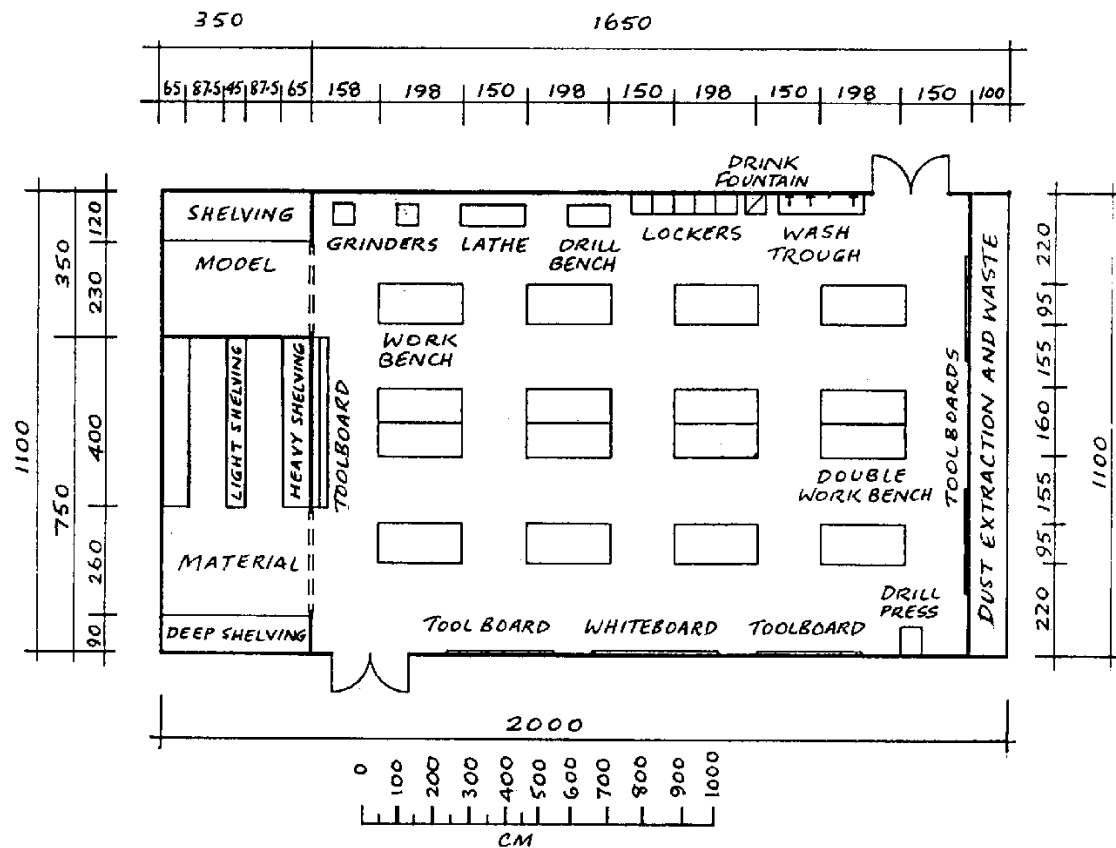 350 1650
65 87.5 45 87.5 65 158 198 150 198 150 198 150 198 150 100
DRINK
FOUNTAIN
SHELVING
GRINDERS
LATHE
DRILL
BENCH
LOCKERS
WASH
TROUGH
MODEL
WORK
BENCH
LIGHT SHELVING
HEAVY SHELVING
TOOLBOARD
TOOLBOARDS
DUST EXTRACTION AND WASTE
DOUBLE
WORK BENCH
MATERIAL
DRILL
PRESS
DEEP SHELVING
TOOL BOARD
WHITEBOARD
TOOLBOARD
1100
350
750
120
230
400
260
90
220
95
155
160
155
95
220
1100
2000
0 100 200 300 400 500 600 700 800 900 1000
CM